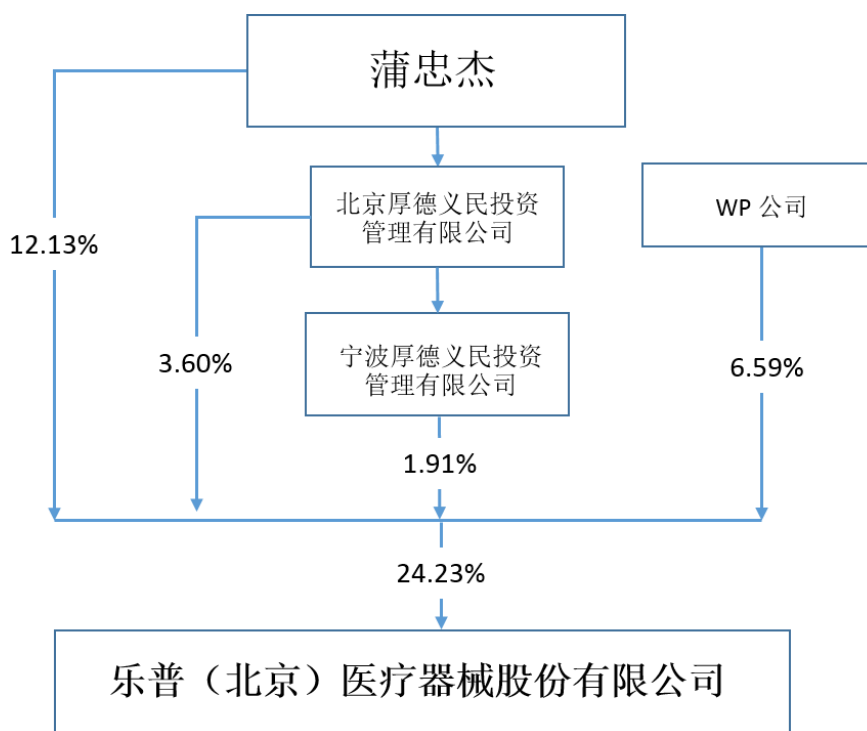 蒲忠杰
北京厚德义民投资
管理有限公司
WP 公司
12.13%
宁波厚德义民投资
管理有限公司
3.60%
6.59%
1.91%
24.23%
乐普（北京）医疗器械股份有限公司